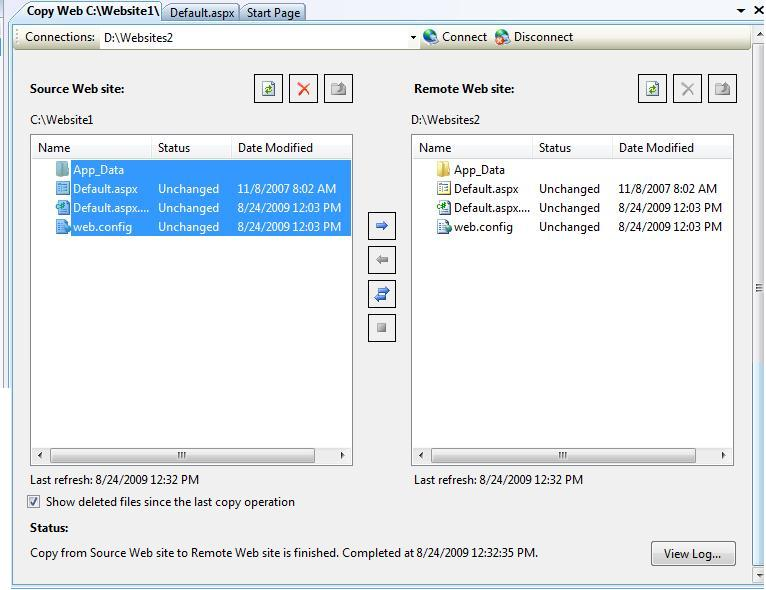 Copy Web C:\Website1\ Default.aspx Start Page
Connections: D:\Websites2 Connect Disconnect
Source Web site: Remote Web site:
C:\Website1 D:\Websites2
Name Status Date Modified Name Status Date Modified
App_Data App_Data
Default.aspx Unchanged 11/8/2007 8:02 AM Default.aspx Unchanged 11/8/2007 8:02 AM
Default.aspx.... Unchanged 8/24/2009 12:03 PM Default.aspx.... Unchanged 8/24/2009 12:03 PM
web.config Unchanged 8/24/2009 12:03 PM web.config Unchanged 8/24/2009 12:03 PM
Last refresh: 8/24/2009 12:32 PM Last refresh: 8/24/2009 12:32 PM
Show deleted files since the last copy operation
Status:
Copy from Source Web site to Remote Web site is finished. Completed at 8/24/2009 12:32:35 PM. View Log...